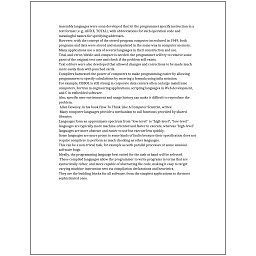 Assembly languages were soon developed that let the programmer specify instruction in a
text format (e.g., ADD X, TOTAL), with abbreviations for each operation code and
meaningful names for specifying addresses.
However, with the concept of the stored-program computer introduced in 1949, both
programs and data were stored and manipulated in the same way in computer memory.
Many applications use a mix of several languages in their construction and use.
Trial-and-error/divide-and-conquer is needed: the programmer will try to remove some
parts of the original test case and check if the problem still exists.
Text editors were also developed that allowed changes and corrections to be made much
more easily than with punched cards.
Compilers harnessed the power of computers to make programming easier by allowing
programmers to specify calculations by entering a formula using infix notation.
For example, COBOL is still strong in corporate data centers often on large mainframe
computers, Fortran in engineering applications, scripting languages in Web development,
and C in embedded software.
Also, specific user environment and usage history can make it difficult to reproduce the
problem.
Allen Downey, in his book How To Think Like A Computer Scientist, writes:
Many computer languages provide a mechanism to call functions provided by shared
libraries.
Languages form an approximate spectrum from "low-level" to "high-level"; "low-level"
languages are typically more machine-oriented and faster to execute, whereas "high-level"
languages are more abstract and easier to use but execute less quickly.
Some languages are more prone to some kinds of faults because their specification does not
require compilers to perform as much checking as other languages.
This can be a non-trivial task, for example as with parallel processes or some unusual
software bugs.
Ideally, the programming language best suited for the task at hand will be selected.
These compiled languages allow the programmer to write programs in terms that are
syntactically richer, and more capable of abstracting the code, making it easy to target
varying machine instruction sets via compilation declarations and heuristics.
They are the building blocks for all software, from the simplest applications to the most
sophisticated ones.